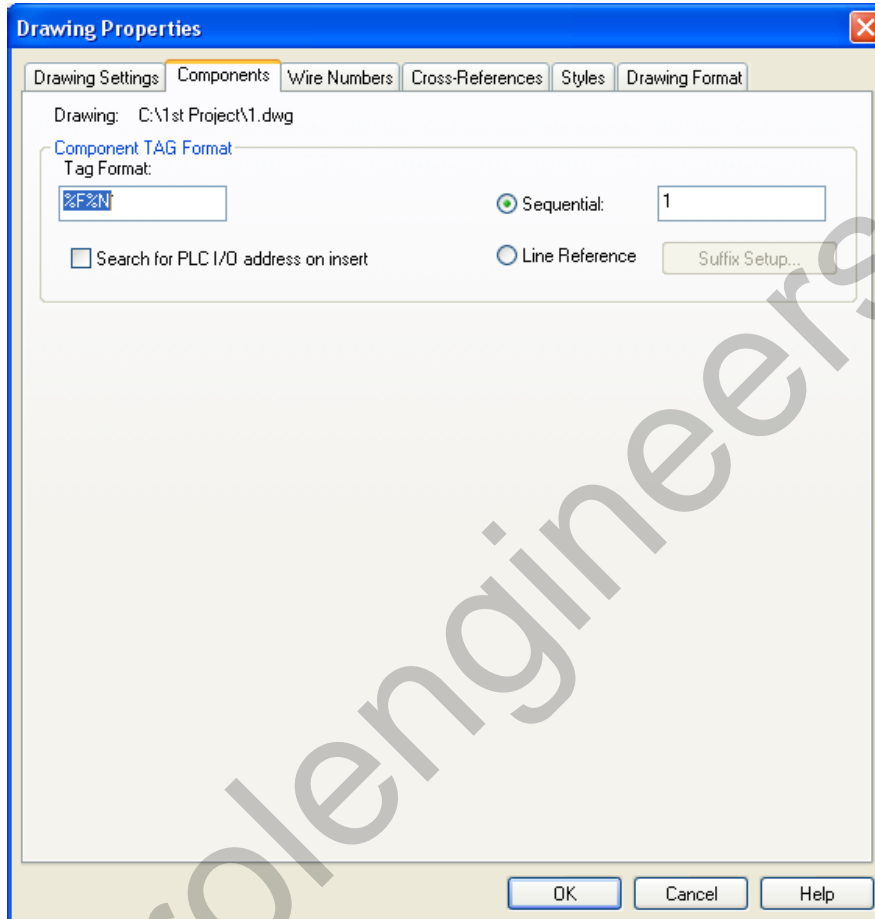 Drawing Properties
Drawing Settings Components Wire Numbers Cross-References Styles Drawing Format
Drawing: C:\1st Project\1.dwg
Component TAG Format
Tag Format:
%F%N
Sequential: 1
Search for PLC I/O address on insert
Line Reference Suffix Setup...
rolengineers
OK Cancel Help